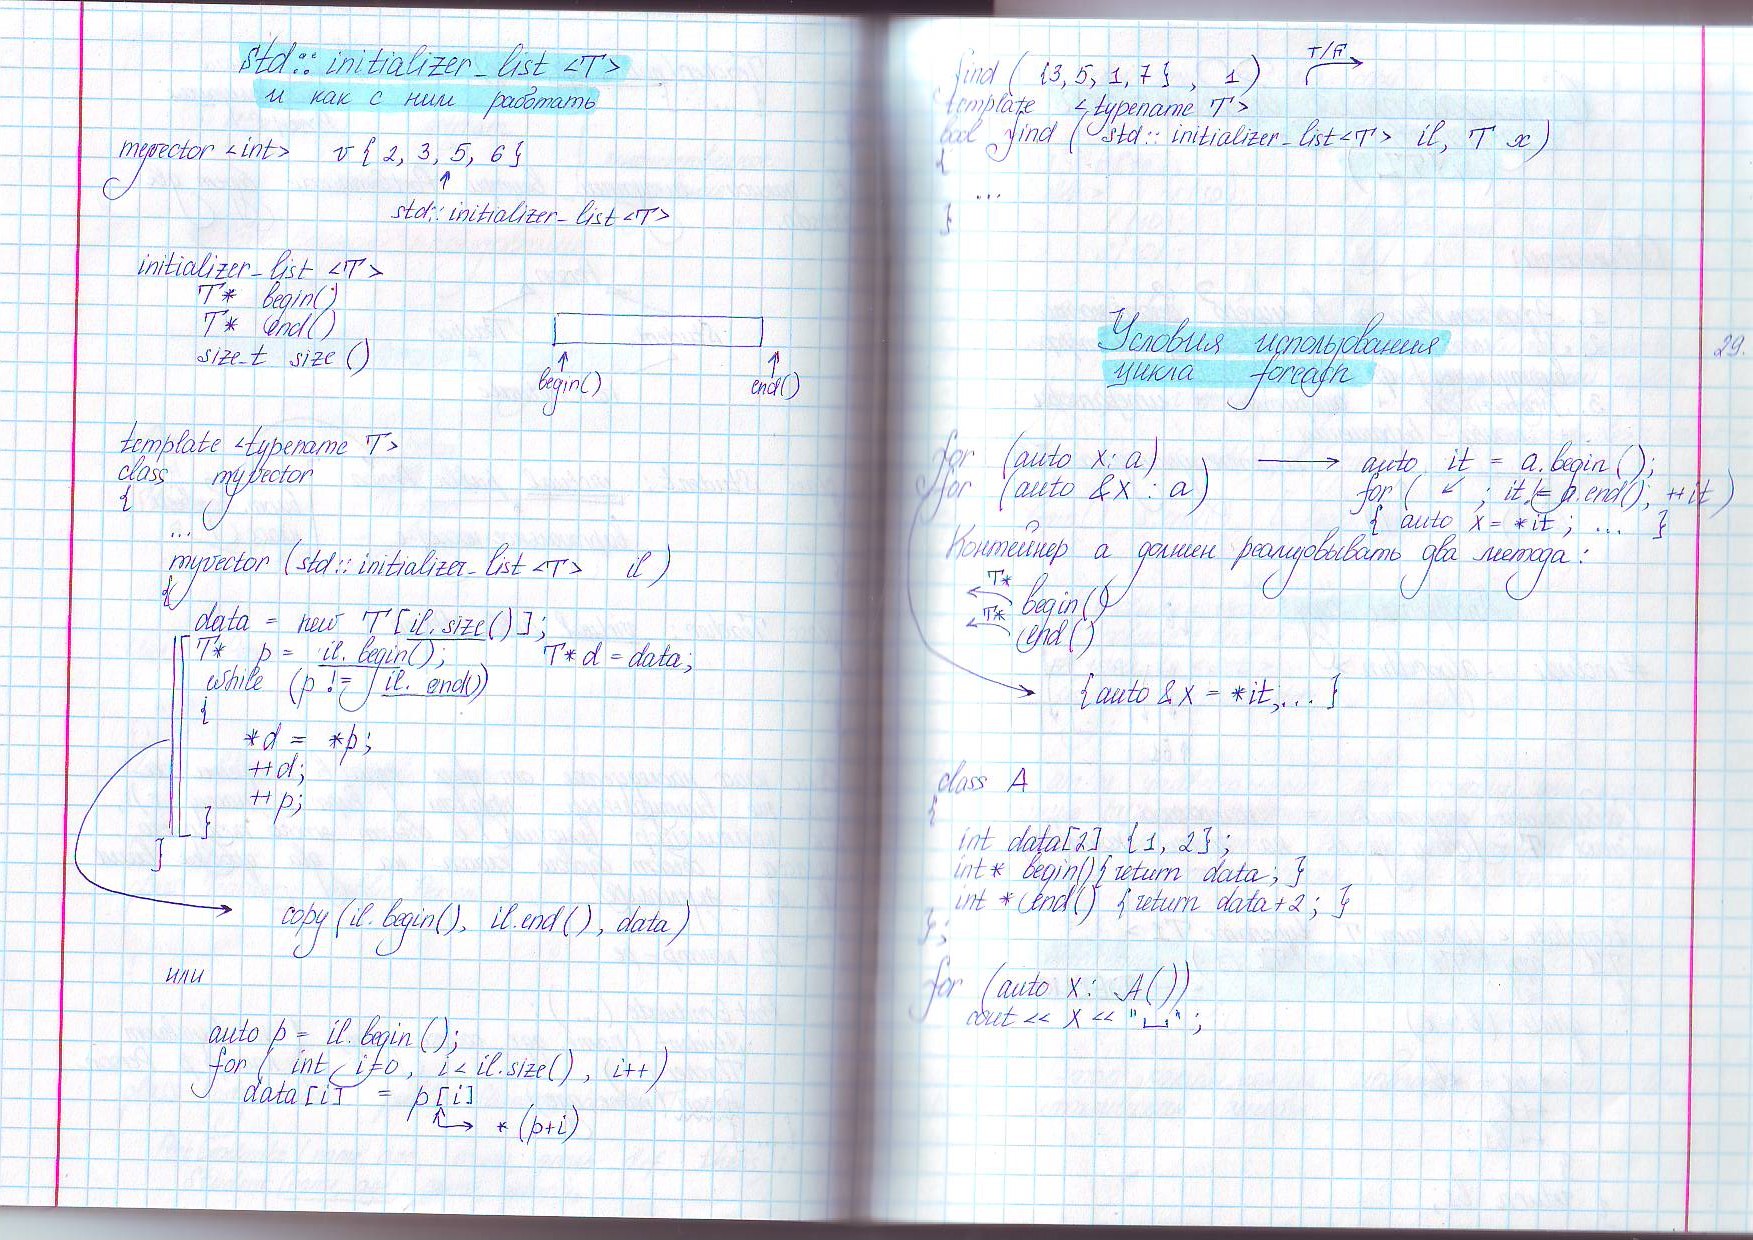 std::initializer_list <T>
и как с ним работать
myvector <int> v{ 2, 3, 5, 6}
↑
std::initializer_list <T>
initializer_list <T>
T* begin()
T* end()
size_t size ()
begin() end()
template <typename T>
class myvector
{
...
myvector (std::initializer_list <T> il)
{
data = new T[il.size()];
T* p = il.begin(); T* d = data;
while (p != il. end())
{
*d = *p;
++d;
++p;
}
}
copy (il.begin(), il.end(), data)
или
auto p = il.begin ();
for ( int i=0, i < il.size(), i++)
data[i] = p[i]
* (p+i)
find ( {3, 5, 1, 7} , 1) T/F
template <typename T>
bool find ( std:: initializer_list<T> il, T x)
{
...
}
29.
Условия использования
цикла foreach
for (auto x: a) → auto it = a.begin ();
for (auto &x : a) for ( ; it != a.end(); ++it)
{ auto x = *it; ... }
Контейнер a должен реализовывать два метода:
T* begin()
T* end()
{auto &x = *it;... }
class A
{
int data[2] {1, 2};
int* begin(){return data; }
int * end() {return data+2; }
};
for (auto x: A())
cout << x << "␣" ;